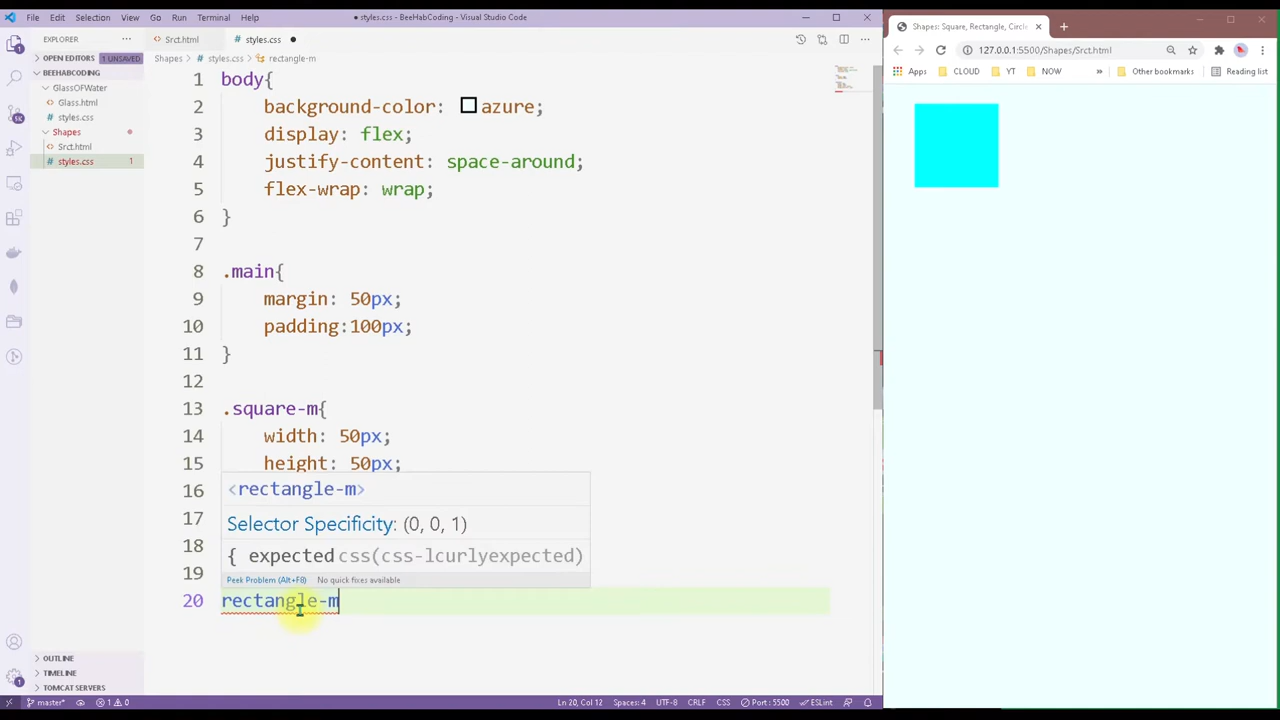 File Edit Selection View Go Run Terminal Help ● styles.css - BeeHabCoding - Visual Studio Code
EXPLORER
OPEN EDITORS 1 UNSAVED
BEEHABCODING
GlassOfWater
Glass.html
styles.css
Shapes
Srct.html
styles.css 1
OUTLINE
TIMELINE
TOMCAT SERVERS
Srct.html styles.css
Shapes > styles.css > rectangle-m
1 body{
2 background-color: azure;
3 display: flex;
4 justify-content: space-around;
5 flex-wrap: wrap;
6 }
7
8 .main{
9 margin: 50px;
10 padding:100px;
11 }
12
13 .square-m{
14 width: 50px;
15 height: 50px;
16
17
18
19
<rectangle-m>
Selector Specificity: (0, 0, 1)
{ expected css(css-lcurlyexpected)
Peek Problem (Alt+F8) No quick fixes available
20 rectangle-m
master* 1 0 Ln 20, Col 12 Spaces: 4 UTF-8 CRLF CSS Port : 5500 ESLint
Shapes: Square, Rectangle, Circl
127.0.0.1:5500/Shapes/Srct.html
Apps CLOUD YT NOW » Other bookmarks Reading list